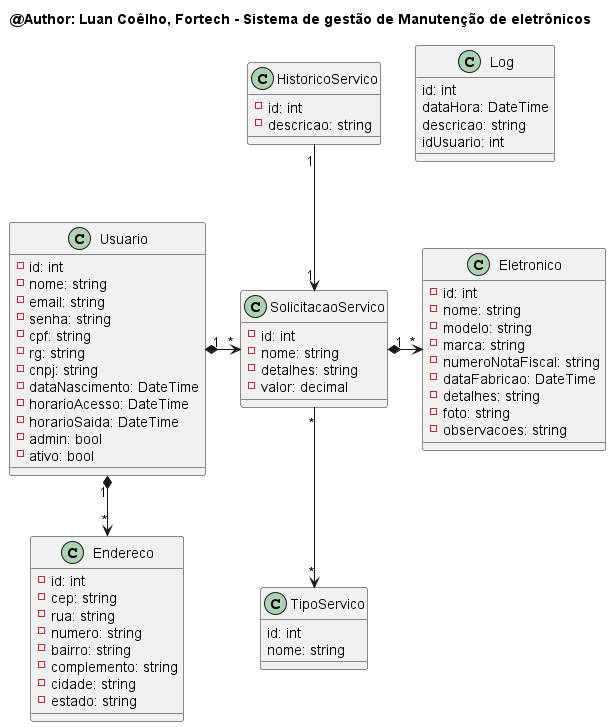 @Author: Luan Coêlho, Fortech - Sistema de gestão de Manutenção de eletrônicos
C HistoricoServico
id: int
descricao: string
C Log
id: int
dataHora: DateTime
descricao: string
idUsuario: int
1
1
C Usuario
id: int
nome: string
email: string
senha: string
cpf: string
rg: string
cnpj: string
dataNascimento: DateTime
horarioAcesso: DateTime
horarioSaida: DateTime
admin: bool
ativo: bool
1 *
C SolicitacaoServico
id: int
nome: string
detalhes: string
valor: decimal
1 *
C Eletronico
id: int
nome: string
modelo: string
marca: string
numeroNotaFiscal: string
dataFabricao: DateTime
detalhes: string
foto: string
observacoes: string
1
*
*
*
C Endereco
id: int
cep: string
rua: string
numero: string
bairro: string
complemento: string
cidade: string
estado: string
C TipoServico
id: int
nome: string